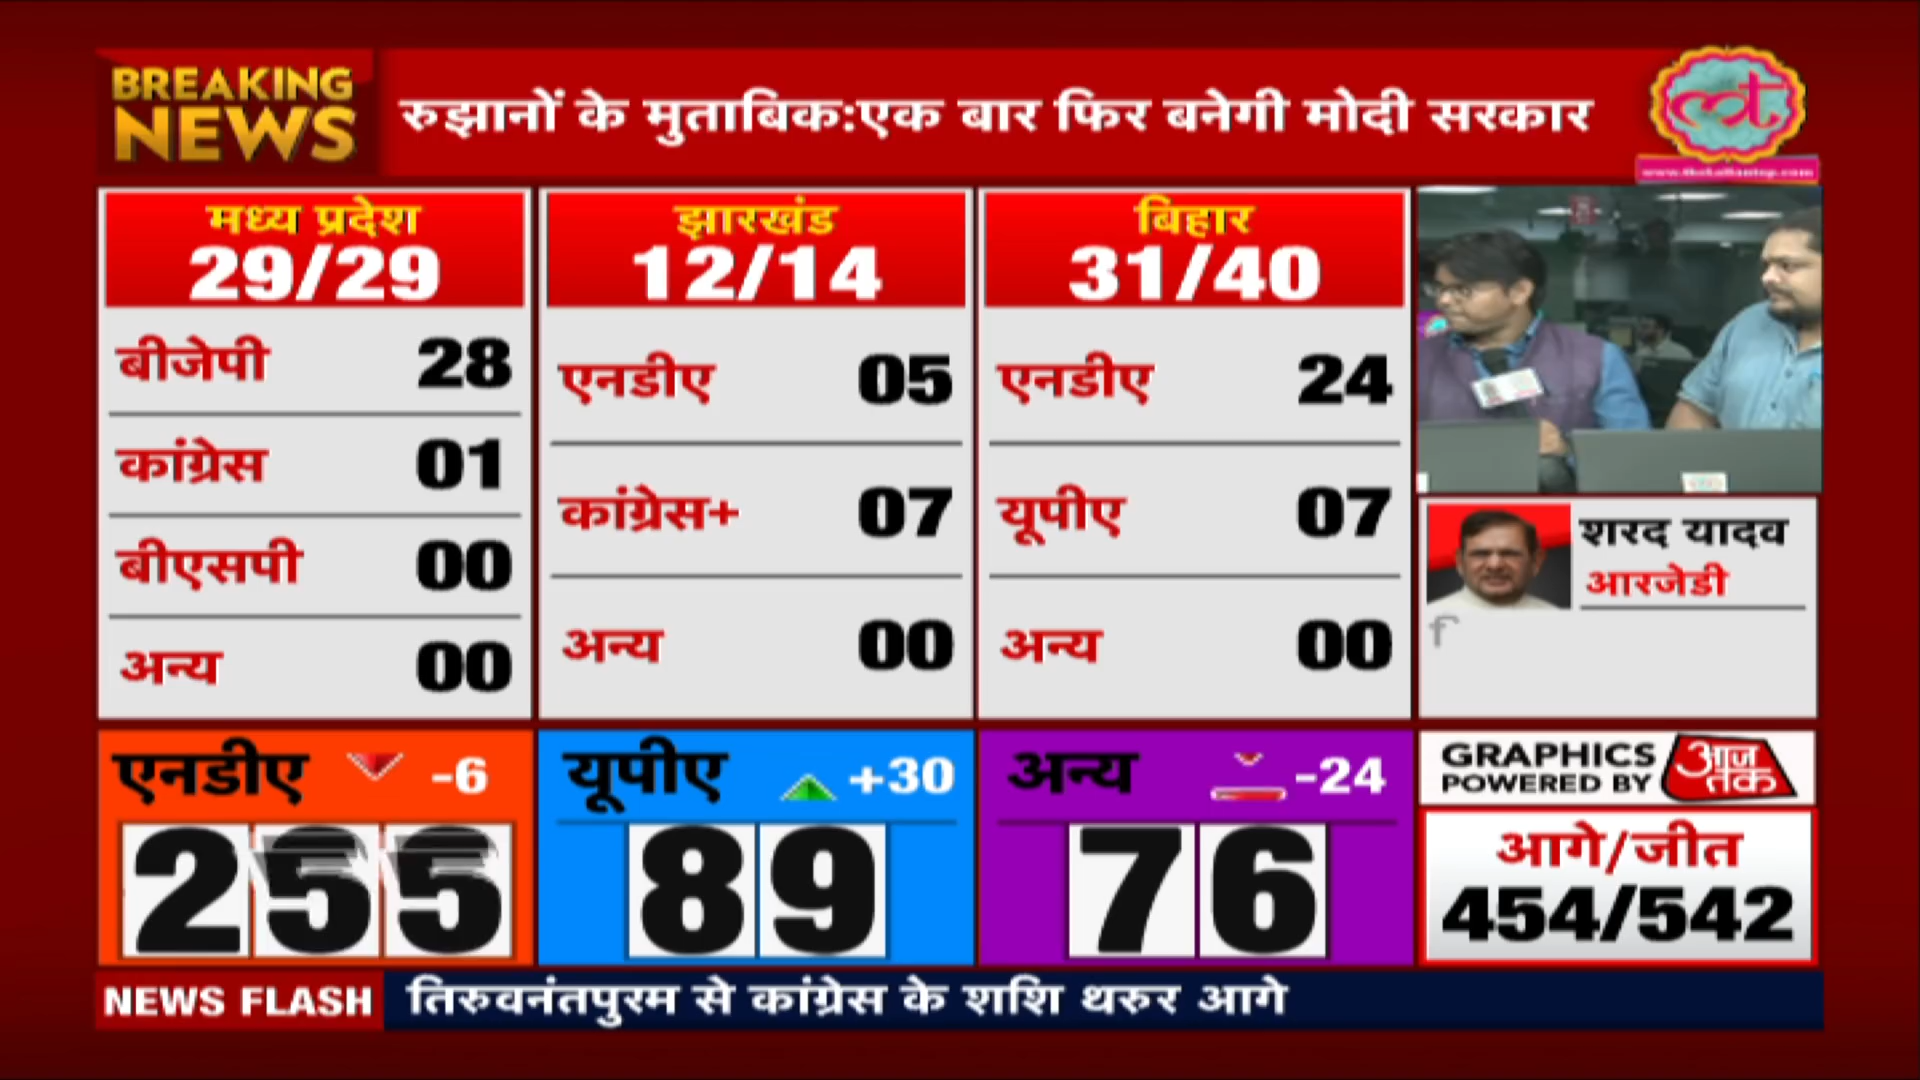 BREAKING
NEWS
रुझानों के मुताबिक:एक बार फिर बनेगी मोदी सरकार
www.thelallantop.com
मध्य प्रदेश
29/29
बीजेपी 28
कांग्रेस 01
बीएसपी 00
अन्य 00
झारखंड
12/14
एनडीए 05
कांग्रेस+ 07
अन्य 00
बिहार
31/40
एनडीए 24
यूपीए 07
अन्य 00
शरद यादव
आरजेडी
एनडीए -6
255
यूपीए +30
89
अन्य -24
76
GRAPHICS
POWERED BY
आज
तक
आगे/जीत
454/542
NEWS FLASH
तिरुवनंतपुरम से कांग्रेस के शशि थरुर आगे